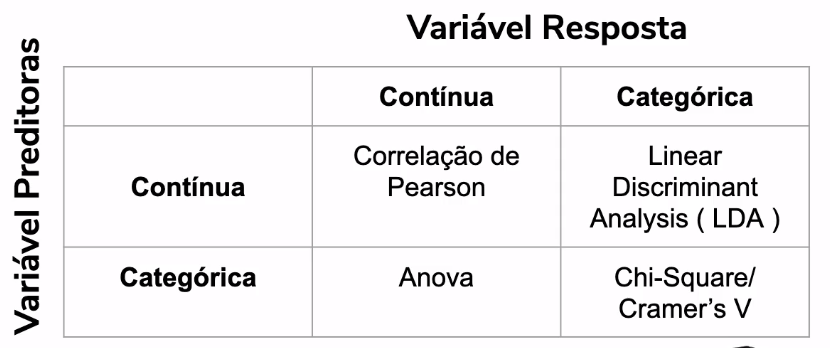 Variável Resposta
Variável Preditoras
Contínua
Categórica
Contínua
Correlação de
Pearson
Linear
Discriminant
Analysis ( LDA )
Categórica
Anova
Chi-Square/
Cramer’s V